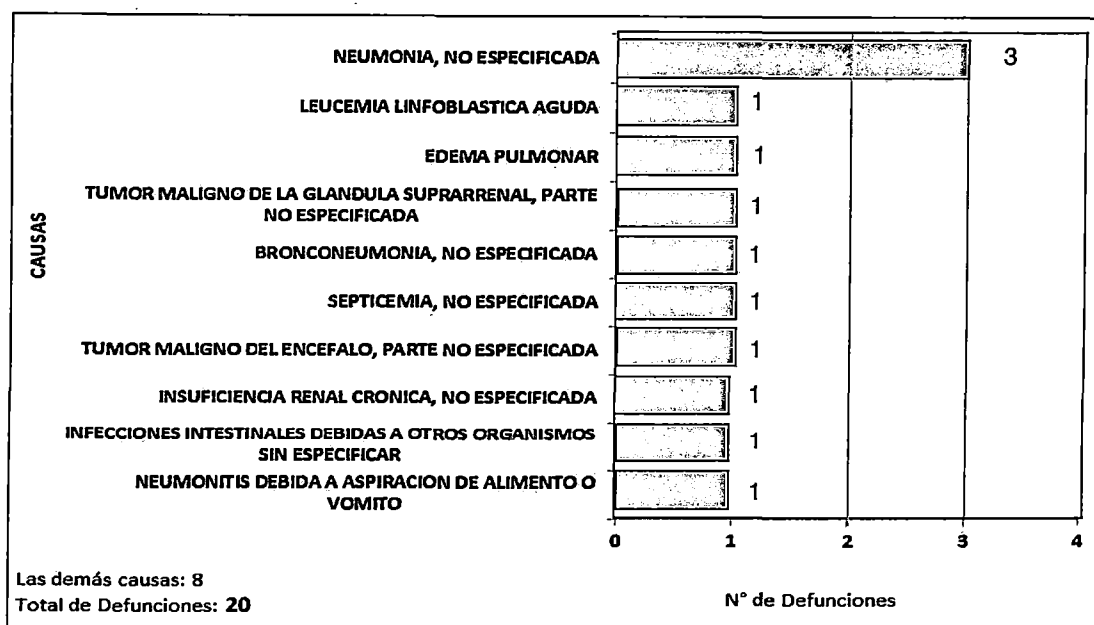 NEUMONIA, NO ESPECIFICADA
3
LEUCEMIA LINFOBLASTICA AGUDA
1
EDEMA PULMONAR
1
TUMOR MALIGNO DE LA GLANDULA SUPRARRENAL, PARTE
NO ESPECIFICADA
1
BRONCONEUMONIA, NO ESPECIFICADA
1
SEPTICEMIA, NO ESPECIFICADA
1
TUMOR MALIGNO DEL ENCEFALO, PARTE NO ESPECIFICADA
1
INSUFICIENCIA RENAL CRONICA, NO ESPECIFICADA
1
INFECCIONES INTESTINALES DEBIDAS A OTROS ORGANISMOS
SIN ESPECIFICAR
1
NEUMONITIS DEBIDA A ASPIRACION DE ALIMENTO O
VOMITO
1
CAUSAS
0 1 2 3 4
N° de Defunciones
Las demás causas: 8
Total de Defunciones: 20